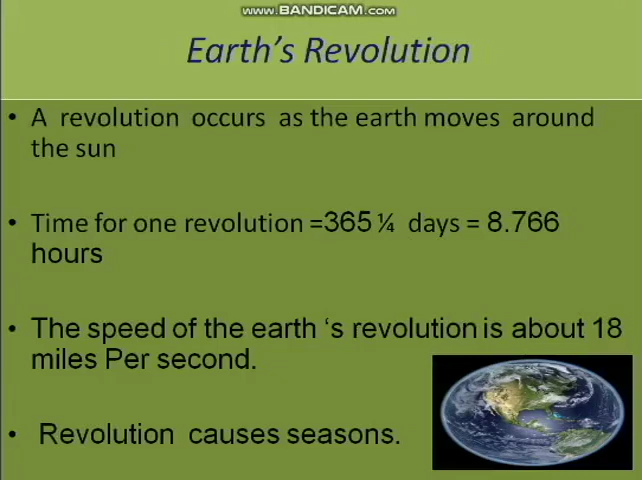 www.BANDICAM.com
Earth's Revolution
• A revolution occurs as the earth moves around
the sun
• Time for one revolution =365 ¼ days = 8.766
hours
• The speed of the earth ‘s revolution is about 18
miles Per second.
• Revolution causes seasons.